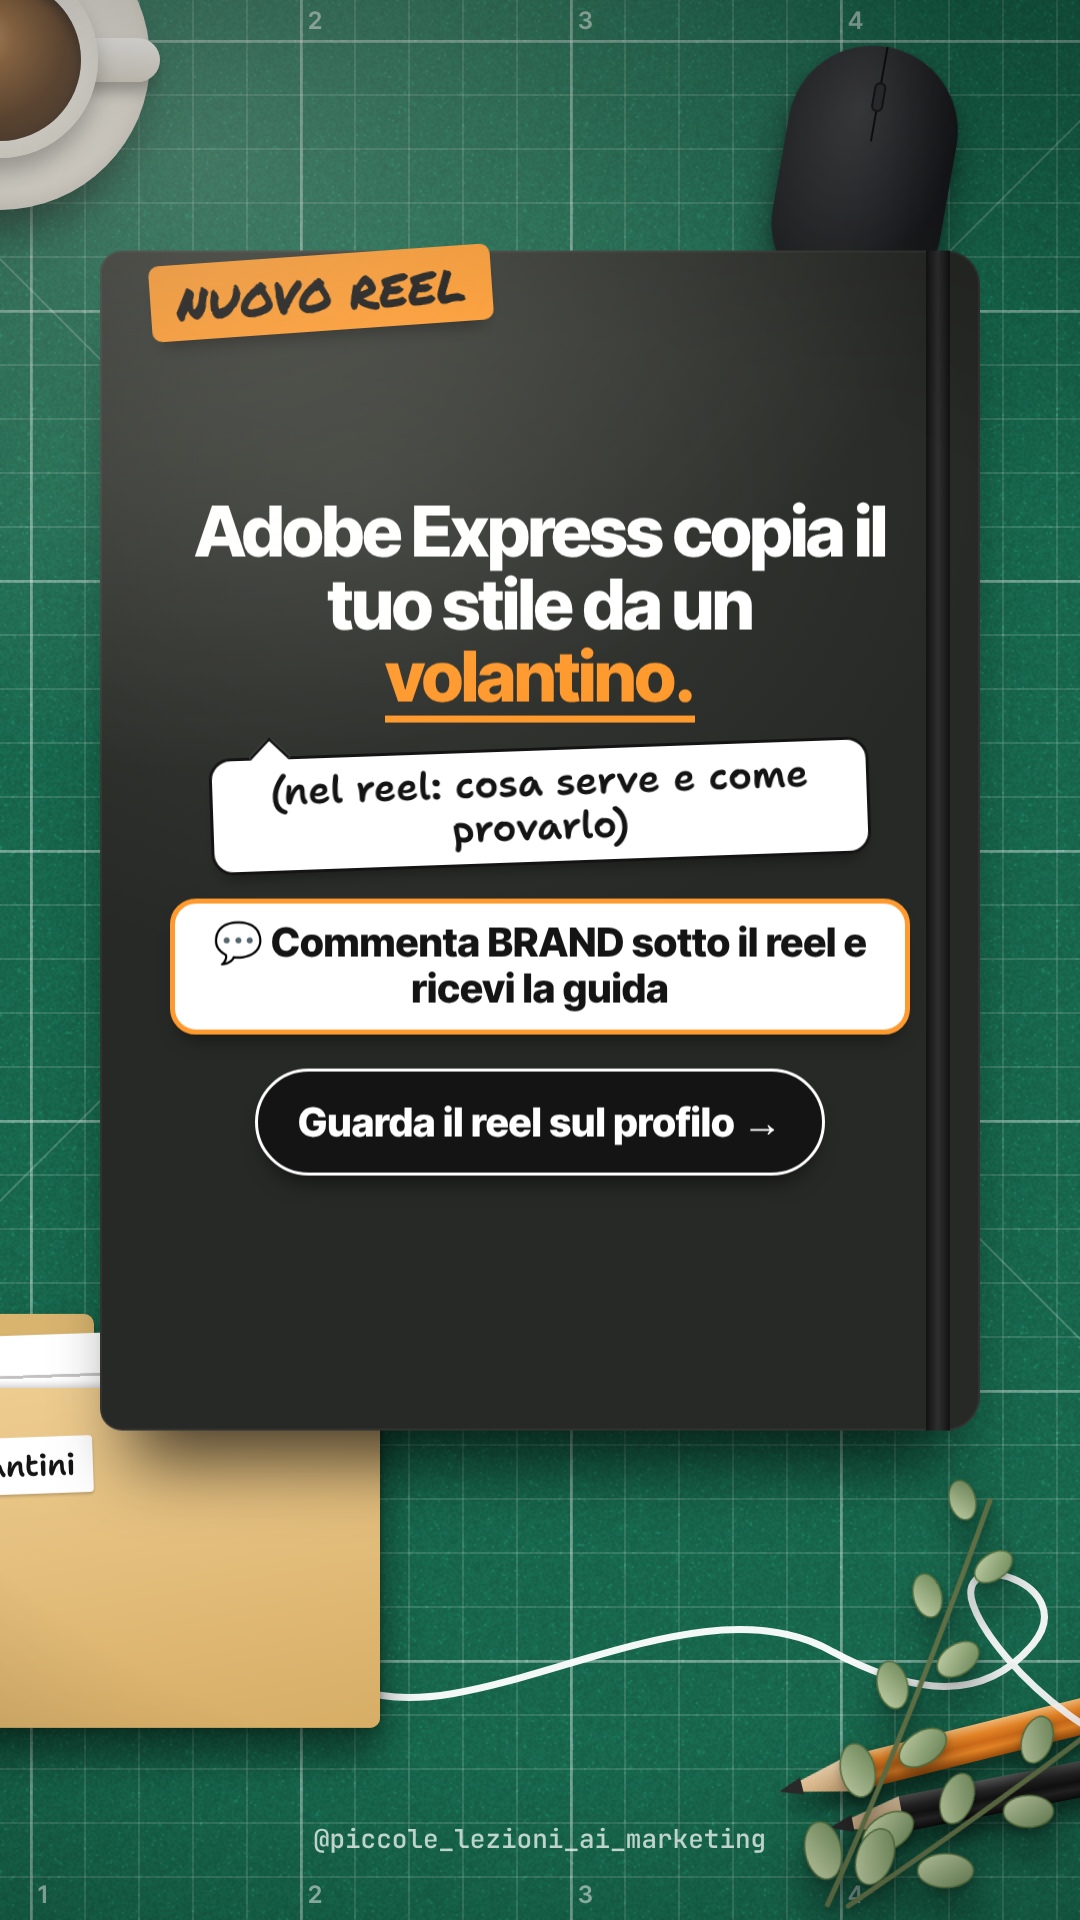 2 3 4
NUOVO REEL
Adobe Express copia il
tuo stile da un
volantino.
(nel reel: cosa serve e come
provarlo)
💬 Commenta BRAND sotto il reel e
ricevi la guida
Guarda il reel sul profilo →
ntini
@piccole_lezioni_ai_marketing
1 2 3 4